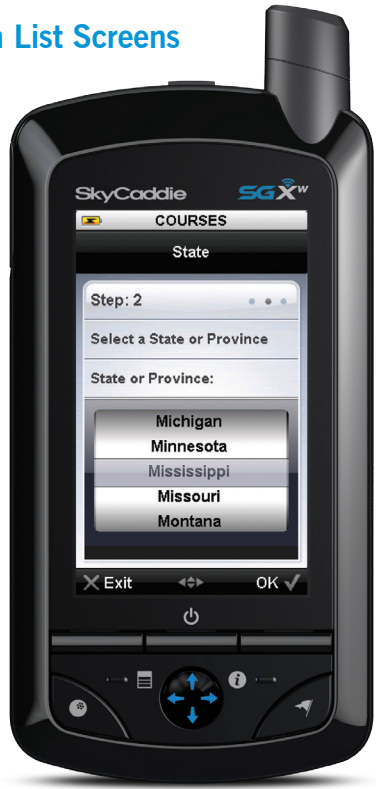 List Screens
SkyCaddie SGXW
COURSES
State
Step: 2
Select a State or Province
State or Province:
Michigan
Minnesota
Mississippi
Missouri
Montana
Exit OK
i